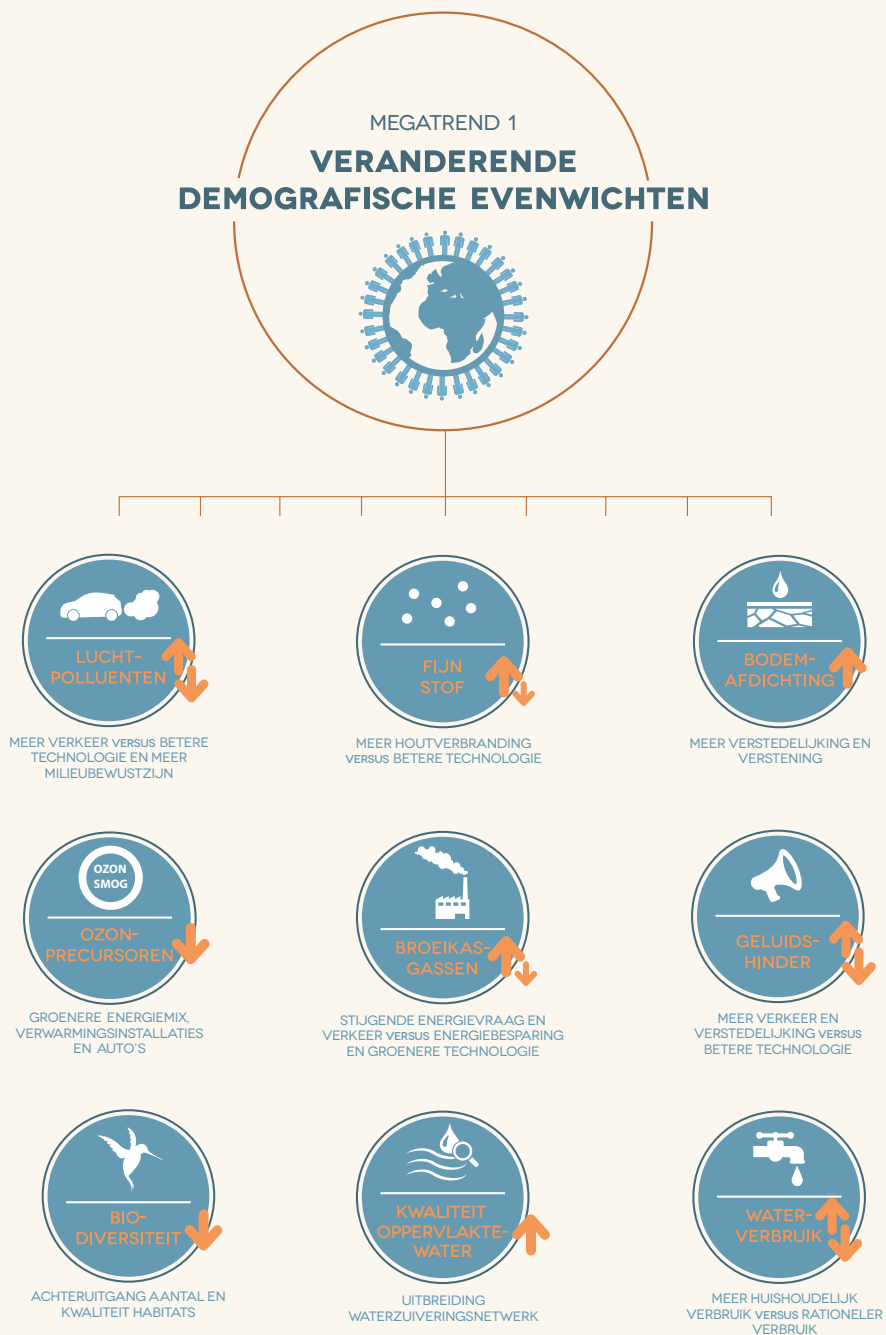 MEGATREND 1
VERANDERENDE
DEMOGRAFISCHE EVENWICHTEN
LUCHT-
POLLUENTEN
MEER VERKEER VERSUS BETERE
TECHNOLOGIE EN MEER
MILIEUBEWUSTZIJN
FIJN
STOF
MEER HOUTVERBRANDING
VERSUS BETERE TECHNOLOGIE
BODEM-
AFDICHTING
MEER VERSTEDELIJKING EN
VERSTENING
OZON
SMOG
OZON-
PRECURSOREN
GROENERE ENERGIEMIX,
VERWARMINGSINSTALLATIES
EN AUTO'S
BROEIKAS-
GASSEN
STIJGENDE ENERGIEVRAAG EN
VERKEER VERSUS ENERGIEBESPARING
EN GROENERE TECHNOLOGIE
GELUIDS-
HINDER
MEER VERKEER EN
VERSTEDELIJKING VERSUS
BETERE TECHNOLOGIE
BIO-
DIVERSITEIT
ACHTERUITGANG AANTAL EN
KWALITEIT HABITATS
KWALITEIT
OPPERVLAKTE-
WATER
UITBREIDING
WATERZUIVERINGSNETWERK
WATER-
VERBRUIK
MEER HUISHOUDELIJK
VERBRUIK VERSUS RATIONELER
VERBRUIK